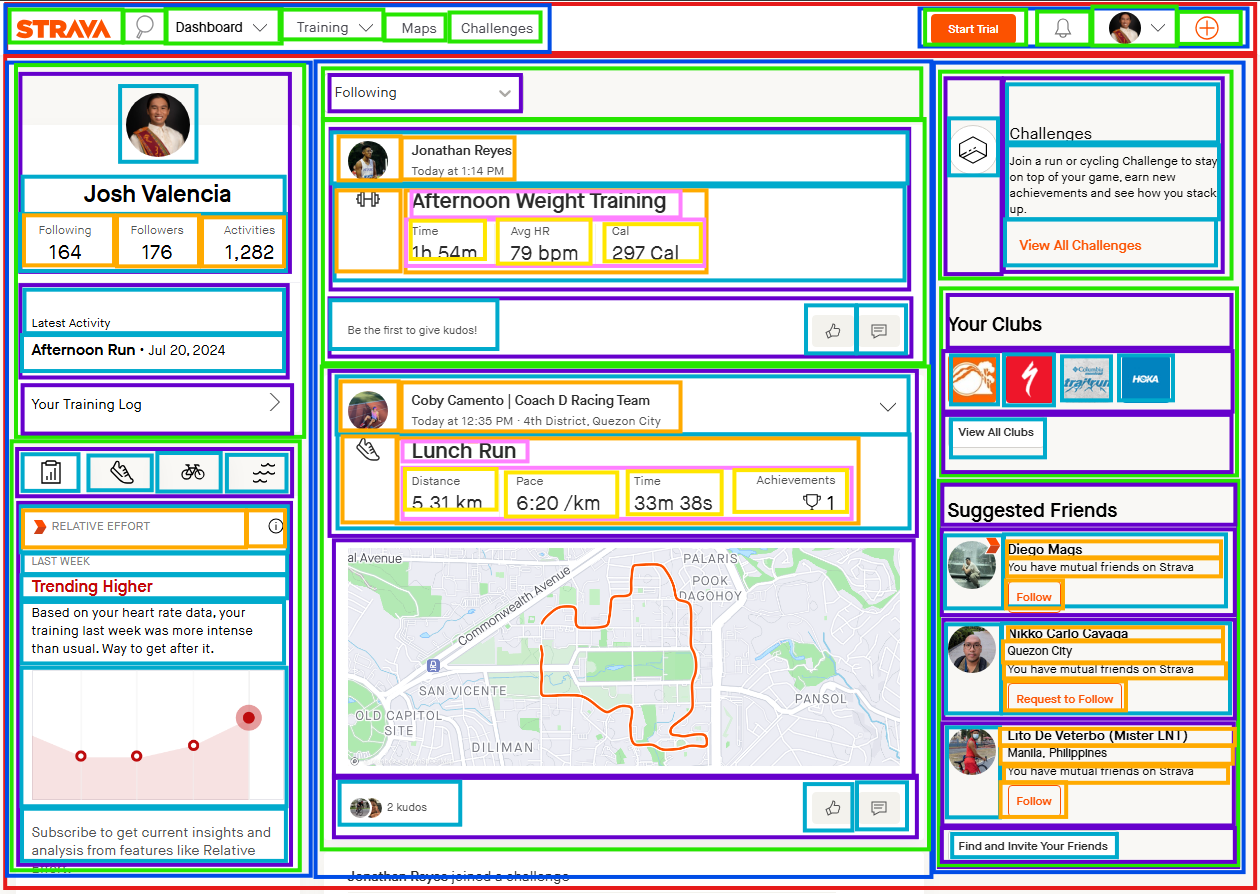 STRAVA Dashboard Training Maps Challenges Start Trial
Josh Valencia
Following Followers Activities
164 176 1,282
Latest Activity
Afternoon Run • Jul 20, 2024
Your Training Log
RELATIVE EFFORT
LAST WEEK
Trending Higher
Based on your heart rate data, your
training last week was more intense
than usual. Way to get after it.
Subscribe to get current insights and
analysis from features like Relative
Effort.
Following
Jonathan Reyes
Today at 1:14 PM
Afternoon Weight Training
Time Avg HR Cal
1h 54m 79 bpm 297 Cal
Be the first to give kudos!
Coby Camento | Coach D Racing Team
Today at 12:35 PM · 4th District, Quezon City
Lunch Run
Distance Pace Time Achievements
5.31 km 6:20 /km 33m 38s 1
al Avenue
Commonwealth Avenue
PALARIS
POOK
DAGOHOY
SAN VICENTE
PANSOL
OLD CAPITOL
SITE
DILIMAN
2 kudos
Jonathan Reyes joined a challenge
Challenges
Join a run or cycling Challenge to stay
on top of your game, earn new
achievements and see how you stack
up.
View All Challenges
Your Clubs
Columbia
trailrun
HOKA
View All Clubs
Suggested Friends
Diego Mags
You have mutual friends on Strava
Follow
Nikko Carlo Cayaga
Quezon City
You have mutual friends on Strava
Request to Follow
Lito De Veterbo (Mister LNT)
Manila, Philippines
You have mutual friends on Strava
Follow
Find and Invite Your Friends